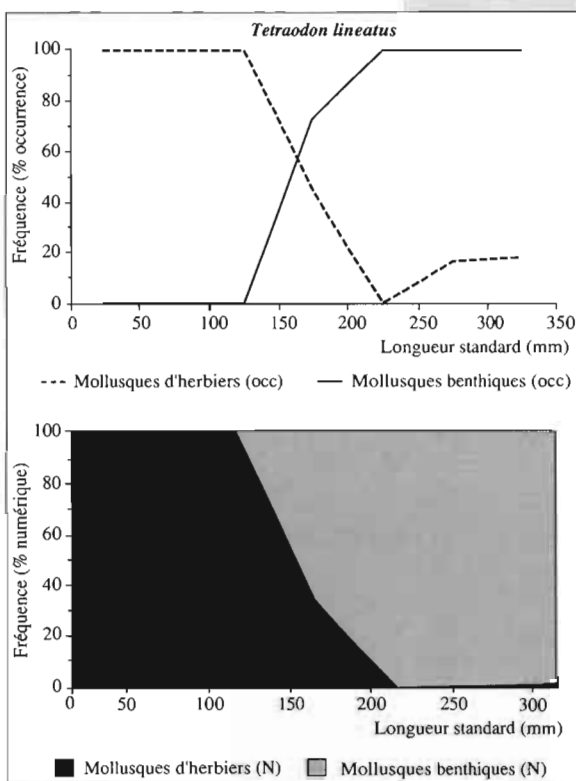 Tetraodon lineatus
Fréquence (% occurrence)
100
80
60
40
20
0
0 50 100 150 200 250 300 350
Longueur standard (mm)
Mollusques d'herbiers (occ) Mollusques benthiques (occ)
Fréquence (% numérique)
100
80
60
40
20
0
0 50 100 150 200 250 300
Longueur standard (mm)
Mollusques d'herbiers (N) Mollusques benthiques (N)